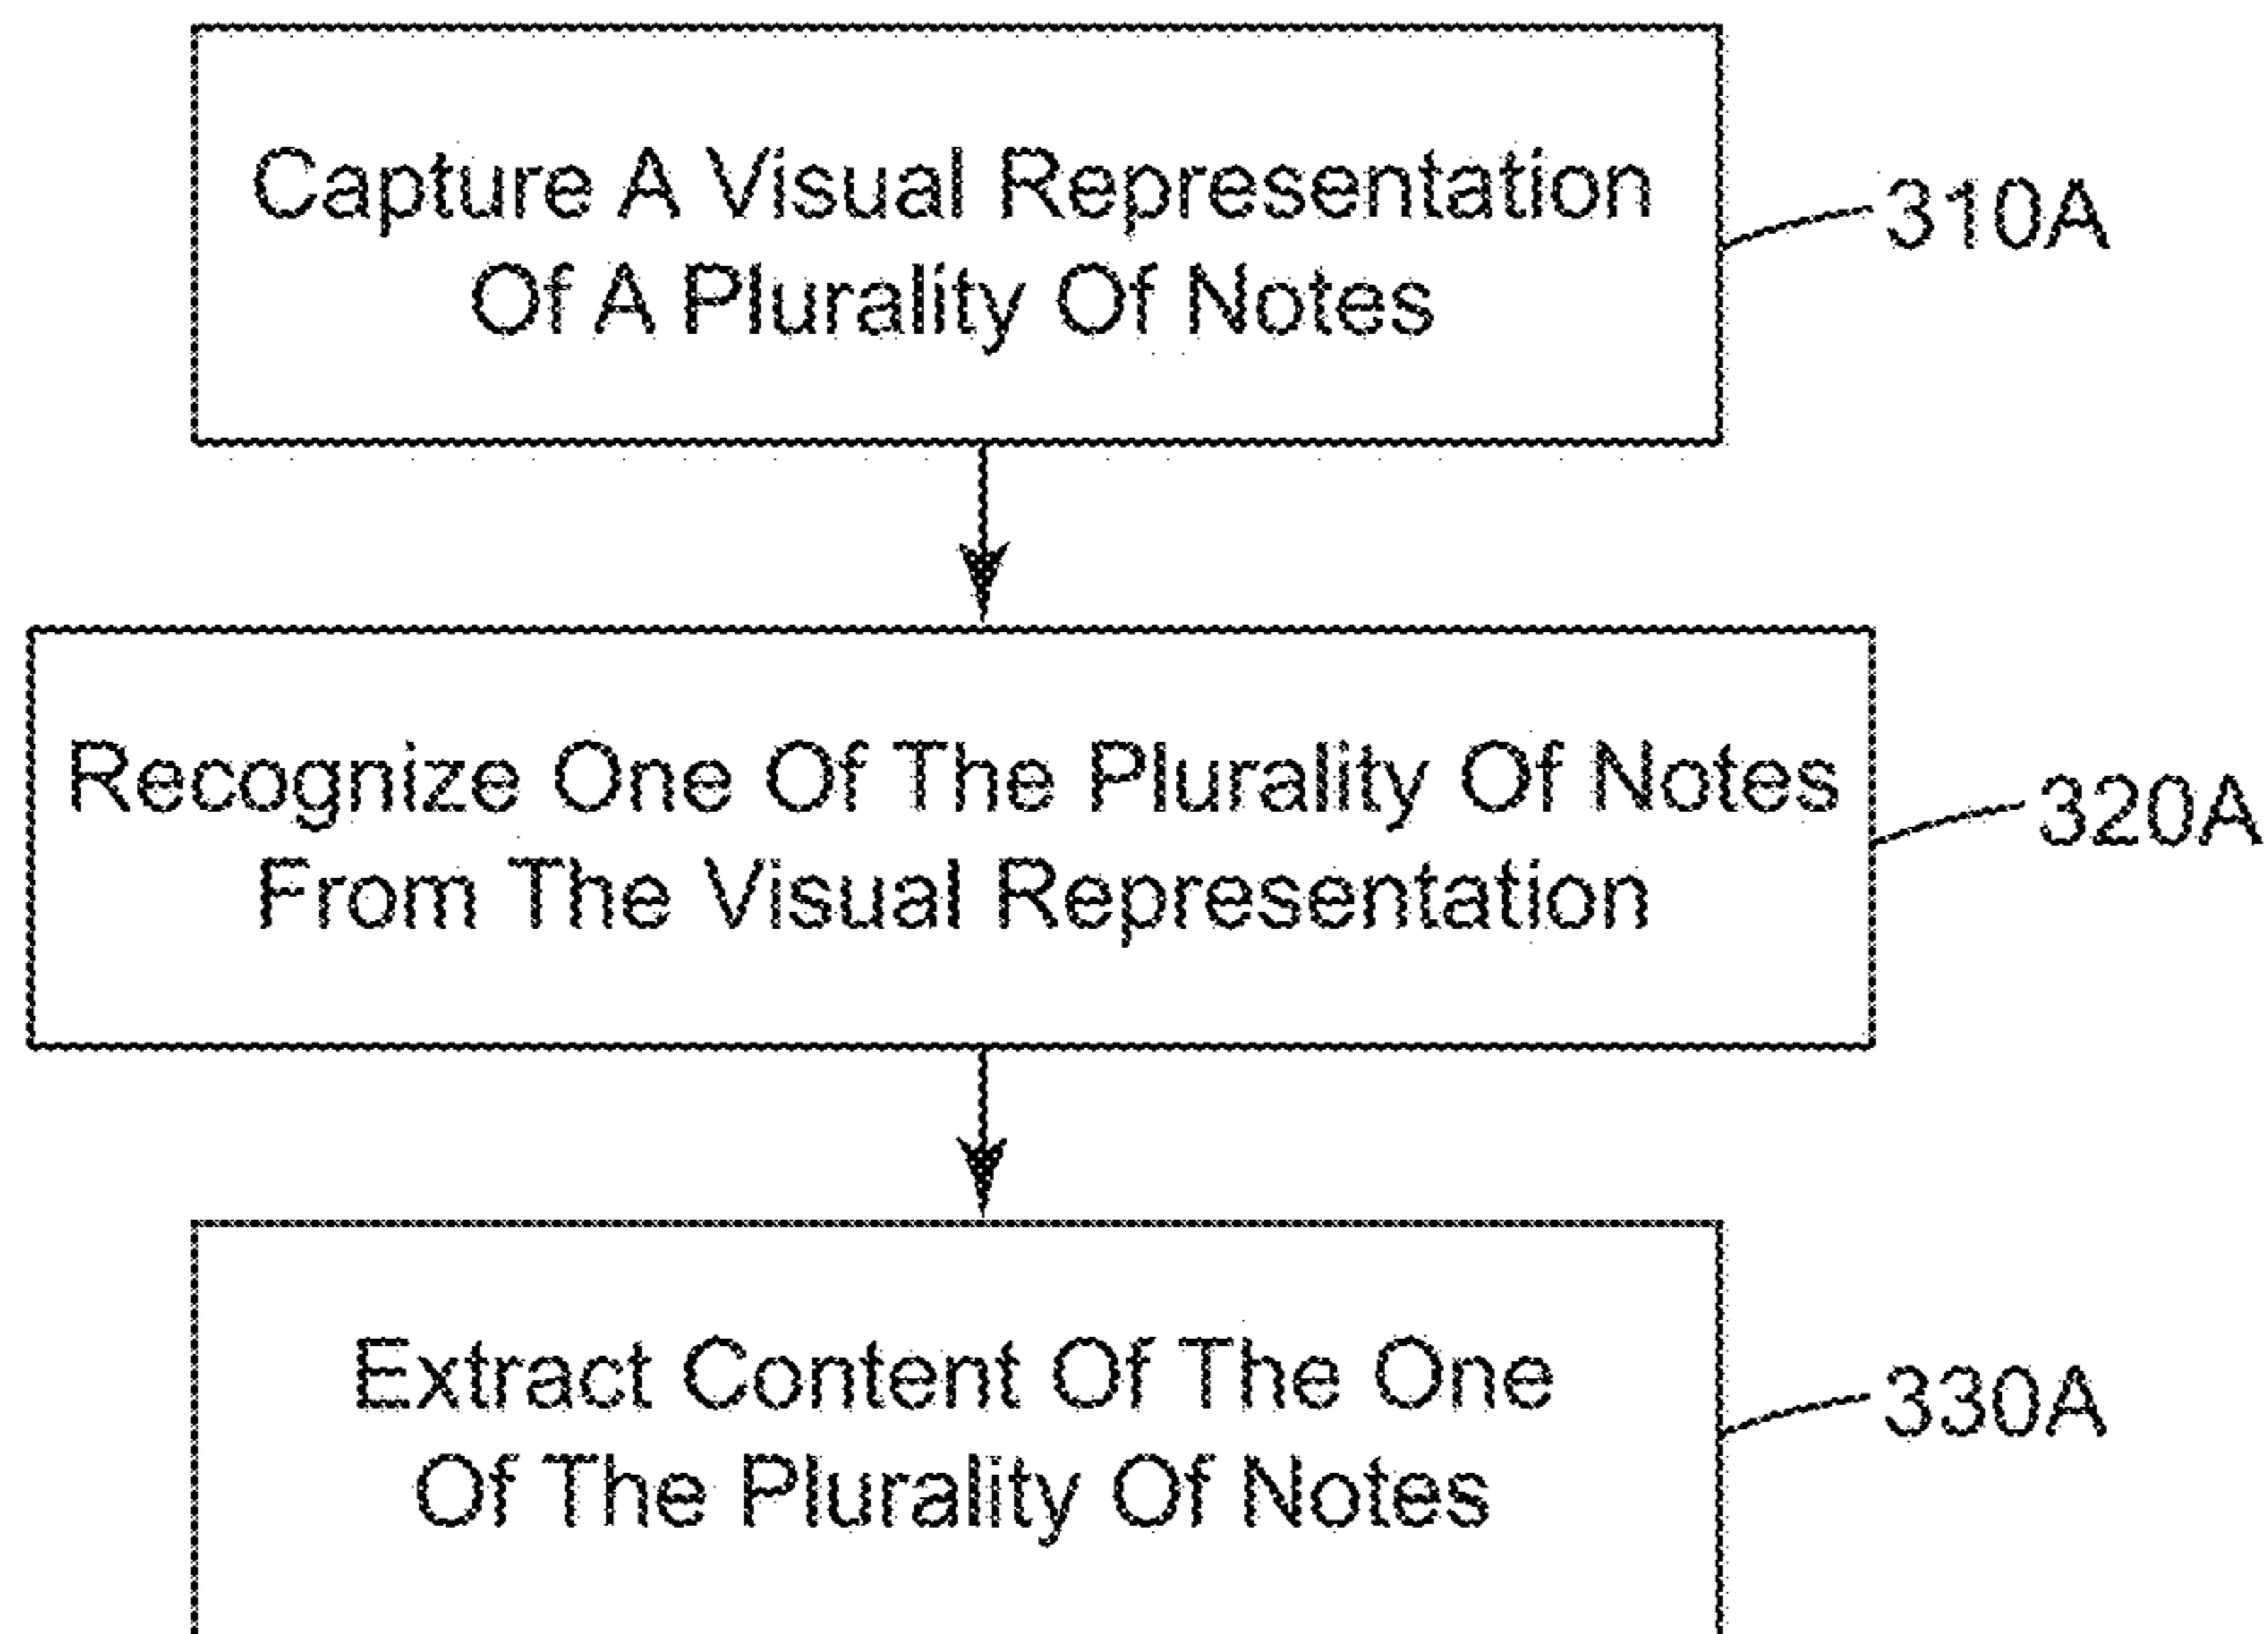 Capture A Visual Representation
Of A Plurality Of Notes
310A
Recognize One Of The Plurality Of Notes
From The Visual Representation
320A
Extract Content Of The One
Of The Plurality Of Notes
330A